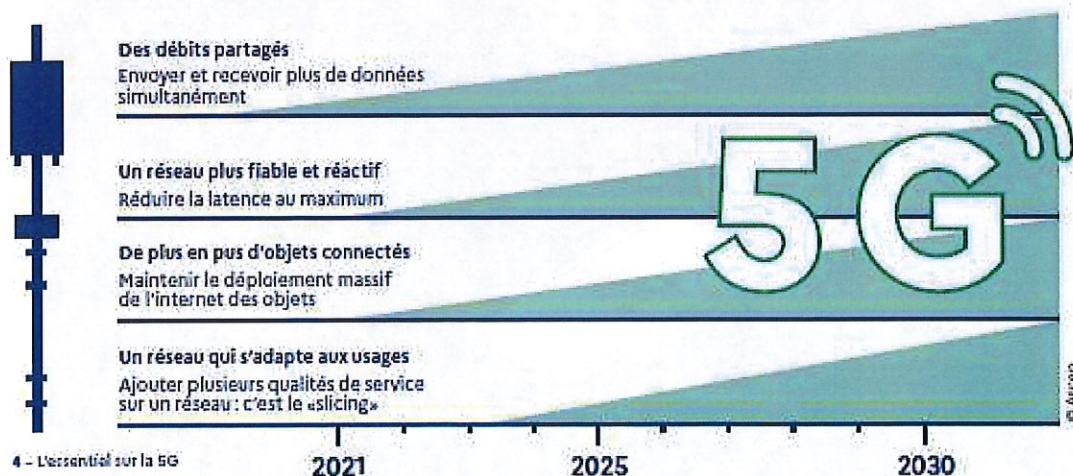 Des débits partagés
Envoyer et recevoir plus de données
simultanément
Un réseau plus fiable et réactif
Réduire la latence au maximum
5G
De plus en pus d'objets connectés
Maintenir le déploiement massif
de l'internet des objets
Un réseau qui s'adapte aux usages
Ajouter plusieurs qualités de service
sur un réseau : c'est le «slicing»
© Arcep
4 – L'essentiel sur la 5G
2021
2025
2030